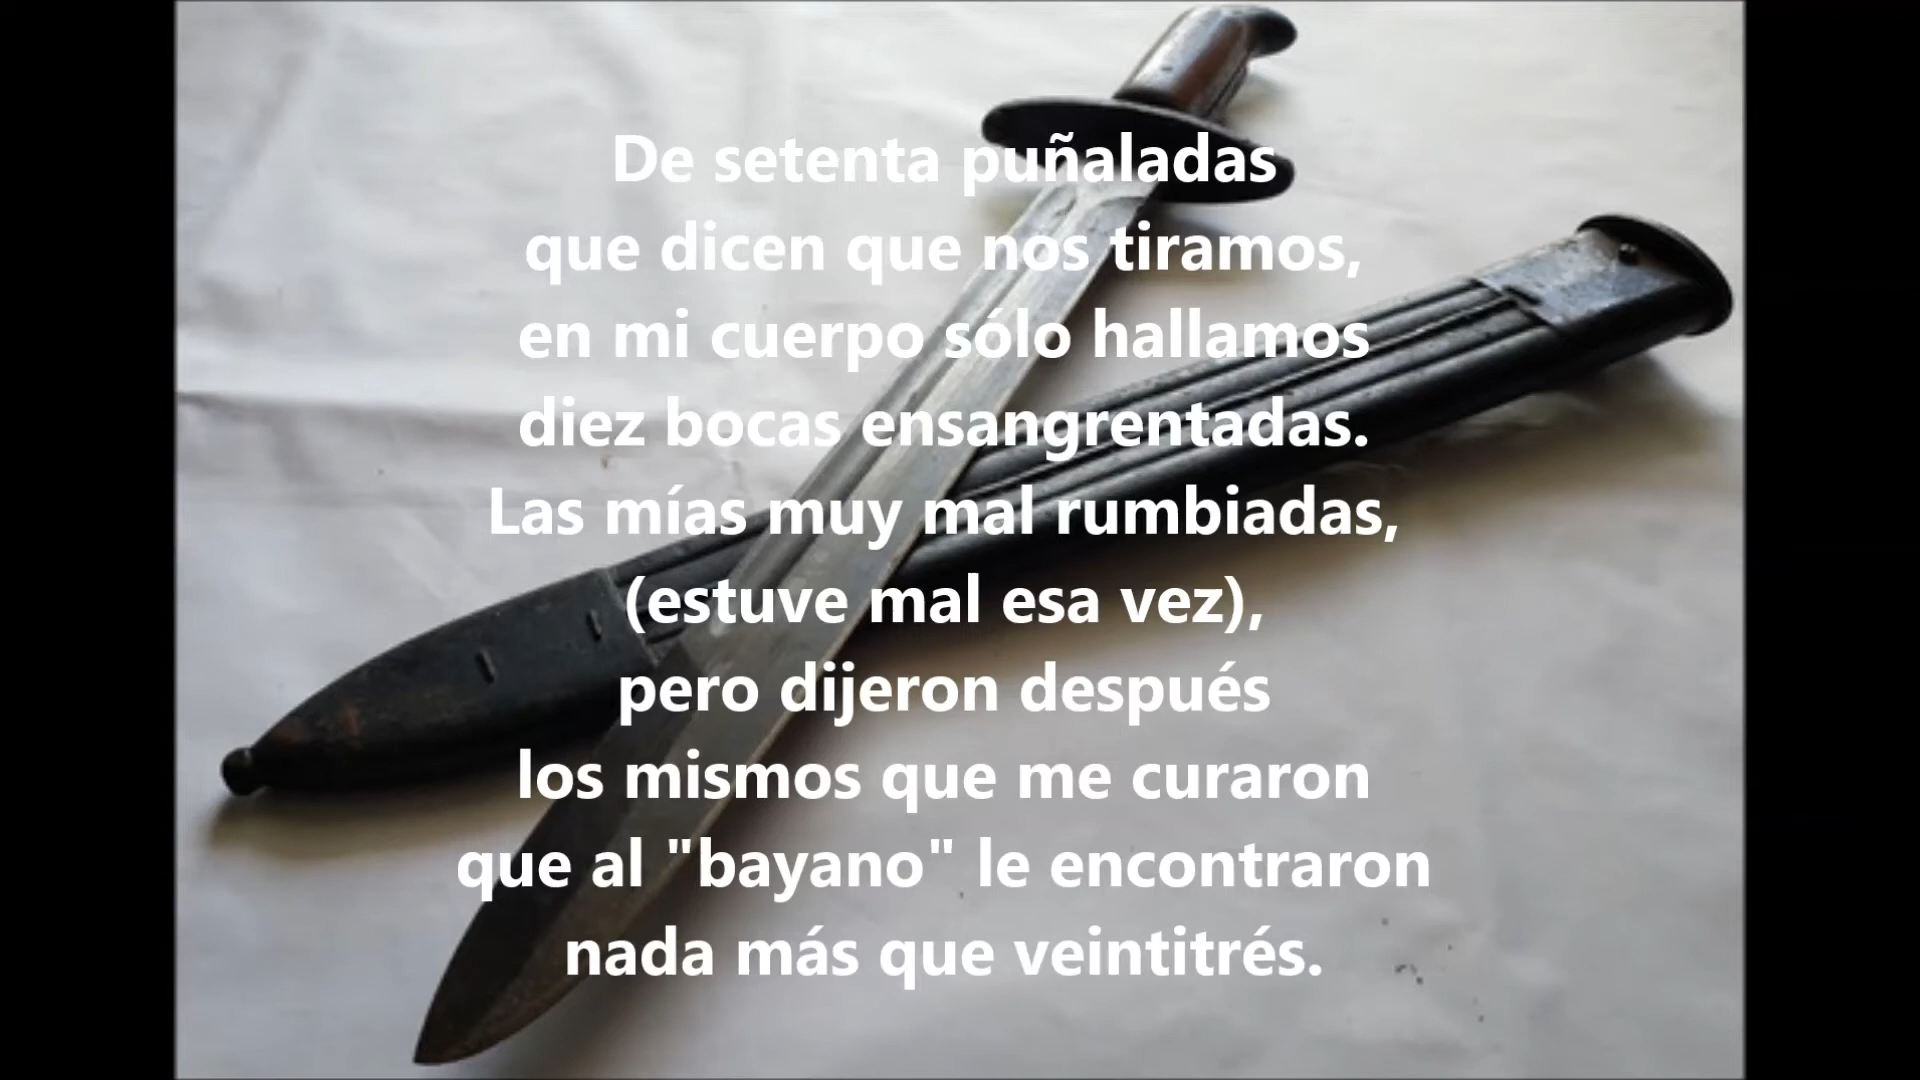 De setenta puñaladas
que dicen que nos tiramos,
en mi cuerpo sólo hallamos
diez bocas ensangrentadas.
Las mías muy mal rumbiadas,
(estuve mal esa vez),
pero dijeron después
los mismos que me curaron
que al "bayano" le encontraron
nada más que veintitrés.